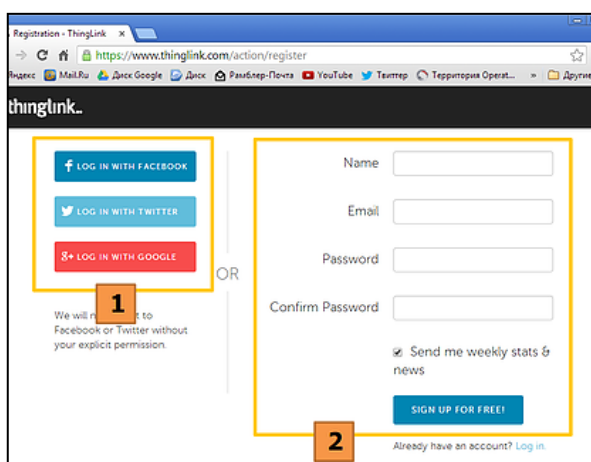 Registration - ThingLink
https://www.thinglink.com/action/register
Яндекс Mail.Ru Диск Google Диск Рамблер-Почта YouTube Твиттер Территория Operat... » Другие
thinglink..
LOG IN WITH FACEBOOK
LOG IN WITH TWITTER
8+ LOG IN WITH GOOGLE
1
to
Facebook or Twitter without
your explicit permission.
OR
Name
Email
Password
Confirm Password
Send me weekly stats &
news
SIGN UP FOR FREE!
2
Already have an account? Log in.